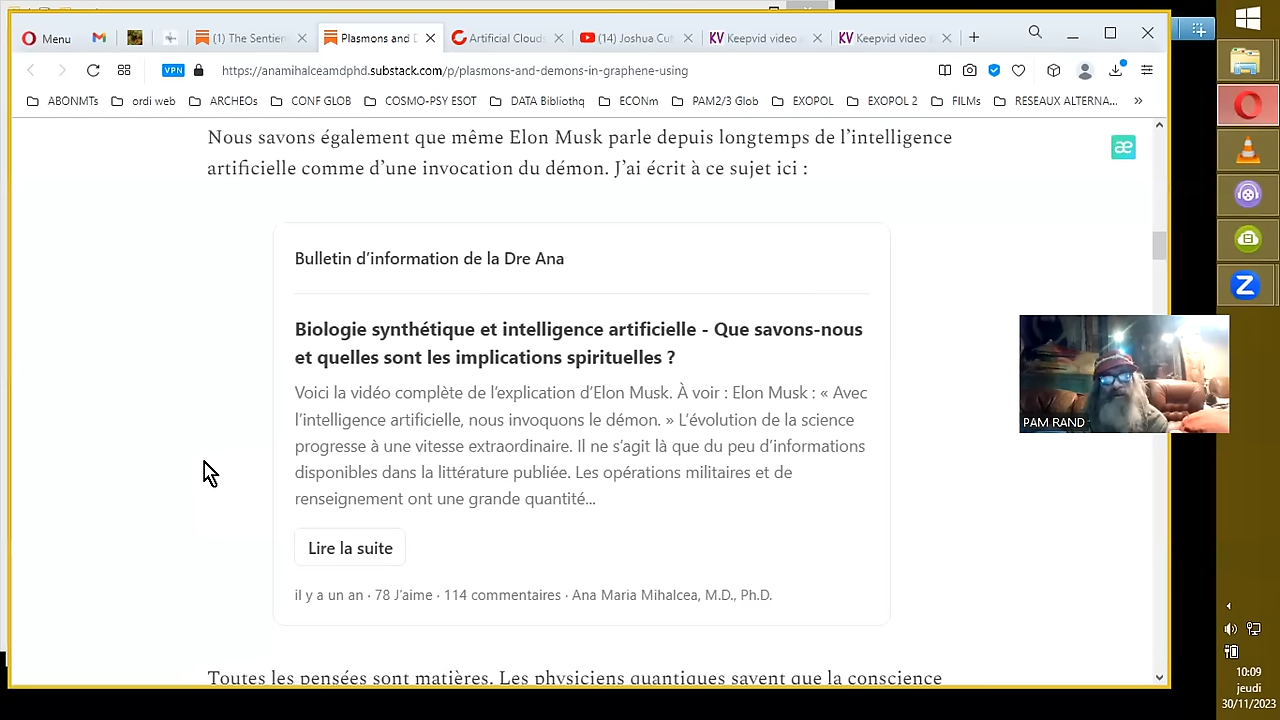 Menu
(1) The Sentien
Plasmons and D
Artificial Cloud
(14) Joshua Cu
KV Keepvid video
KV Keepvid video
VPN
https://anamihalceamdphd.substack.com/p/plasmons-and-demons-in-graphene-using
ABONMTs
ordi web
ARCHEOs
CONF GLOB
COSMO-PSY ESOT
DATA Bibliothq
ECONm
PAM2/3 Glob
EXOPOL
EXOPOL 2
FILMs
RESEAUX ALTERNA...
»
Nous savons également que même Elon Musk parle depuis longtemps de l'intelligence
artificielle comme d'une invocation du démon. J'ai écrit à ce sujet ici :
æ
Bulletin d'information de la Dre Ana
Biologie synthétique et intelligence artificielle - Que savons-nous
et quelles sont les implications spirituelles ?
Voici la vidéo complète de l'explication d'Elon Musk. À voir : Elon Musk : « Avec
l'intelligence artificielle, nous invoquons le démon. » L'évolution de la science
progresse à une vitesse extraordinaire. Il ne s'agit là que du peu d'informations
disponibles dans la littérature publiée. Les opérations militaires et de
renseignement ont une grande quantité...
Lire la suite
il y a un an · 78 J'aime · 114 commentaires · Ana Maria Mihalcea, M.D., Ph.D.
Toutes les pensées sont matières. Les physiciens quantiques savent que la conscience
PAM RAND
Z
10:09
jeudi
30/11/2023